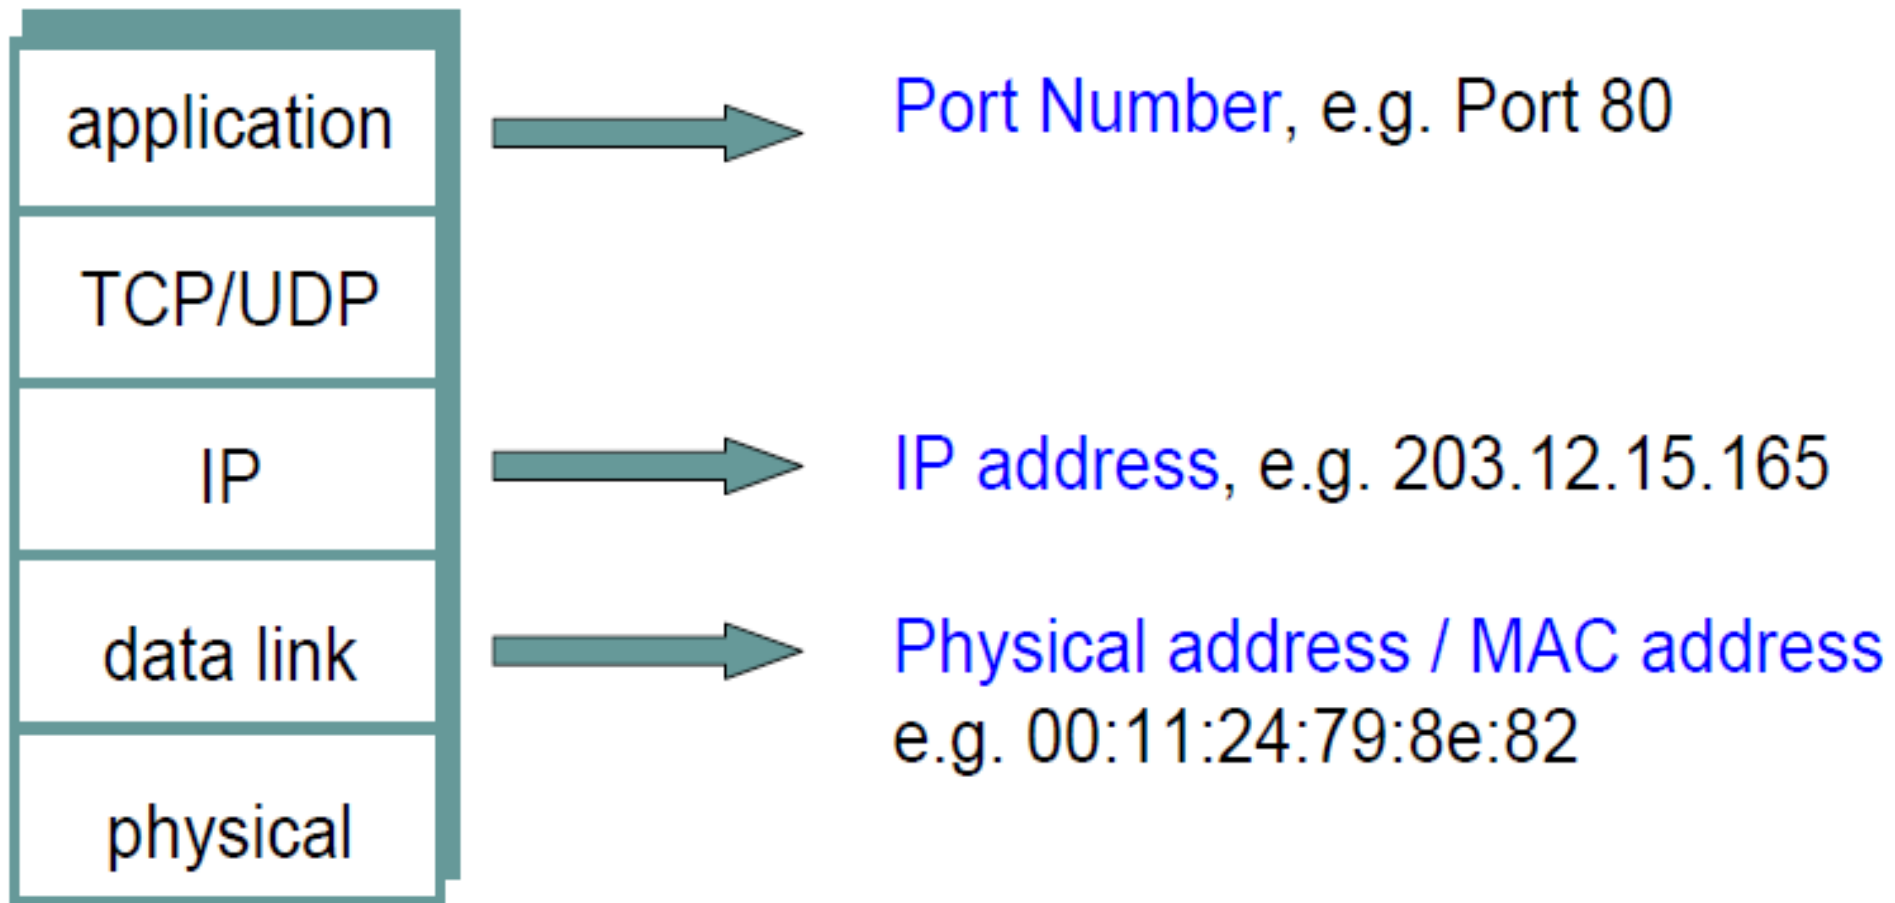 application
Port Number, e.g. Port 80
TCP/UDP
IP
IP address, e.g. 203.12.15.165
data link
Physical address / MAC address
e.g. 00:11:24:79:8e:82
physical